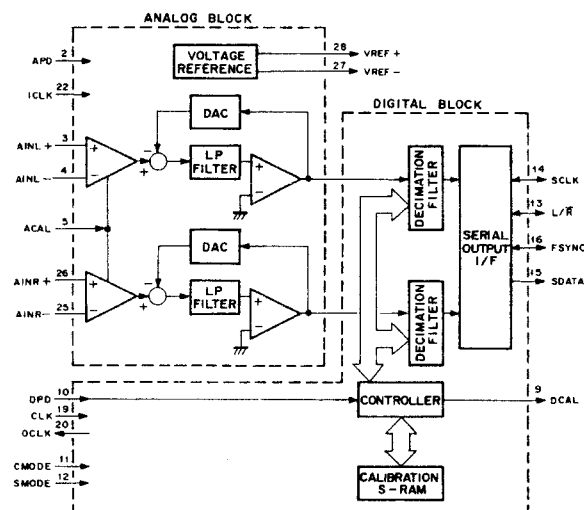 ANALOG BLOCK
APD 2
ICLK 22
VOLTAGE
REFERENCE
28 VREF +
27 VREF −
DIGITAL BLOCK
AINL + 3
AINL − 4
ACAL 5
AINR + 26
AINR − 25
DAC
LP
FILTER
DAC
LP
FILTER
DECIMATION
FILTER
DECIMATION
FILTER
SERIAL
OUTPUT
I/F
14 SCLK
13 L/R̅
16 FSYNC
15 SDATA
DPD 10
CLK 19
OCLK 20
CMODE 11
SMODE 12
CONTROLLER
9 DCAL
CALIBRATION
S − RAM